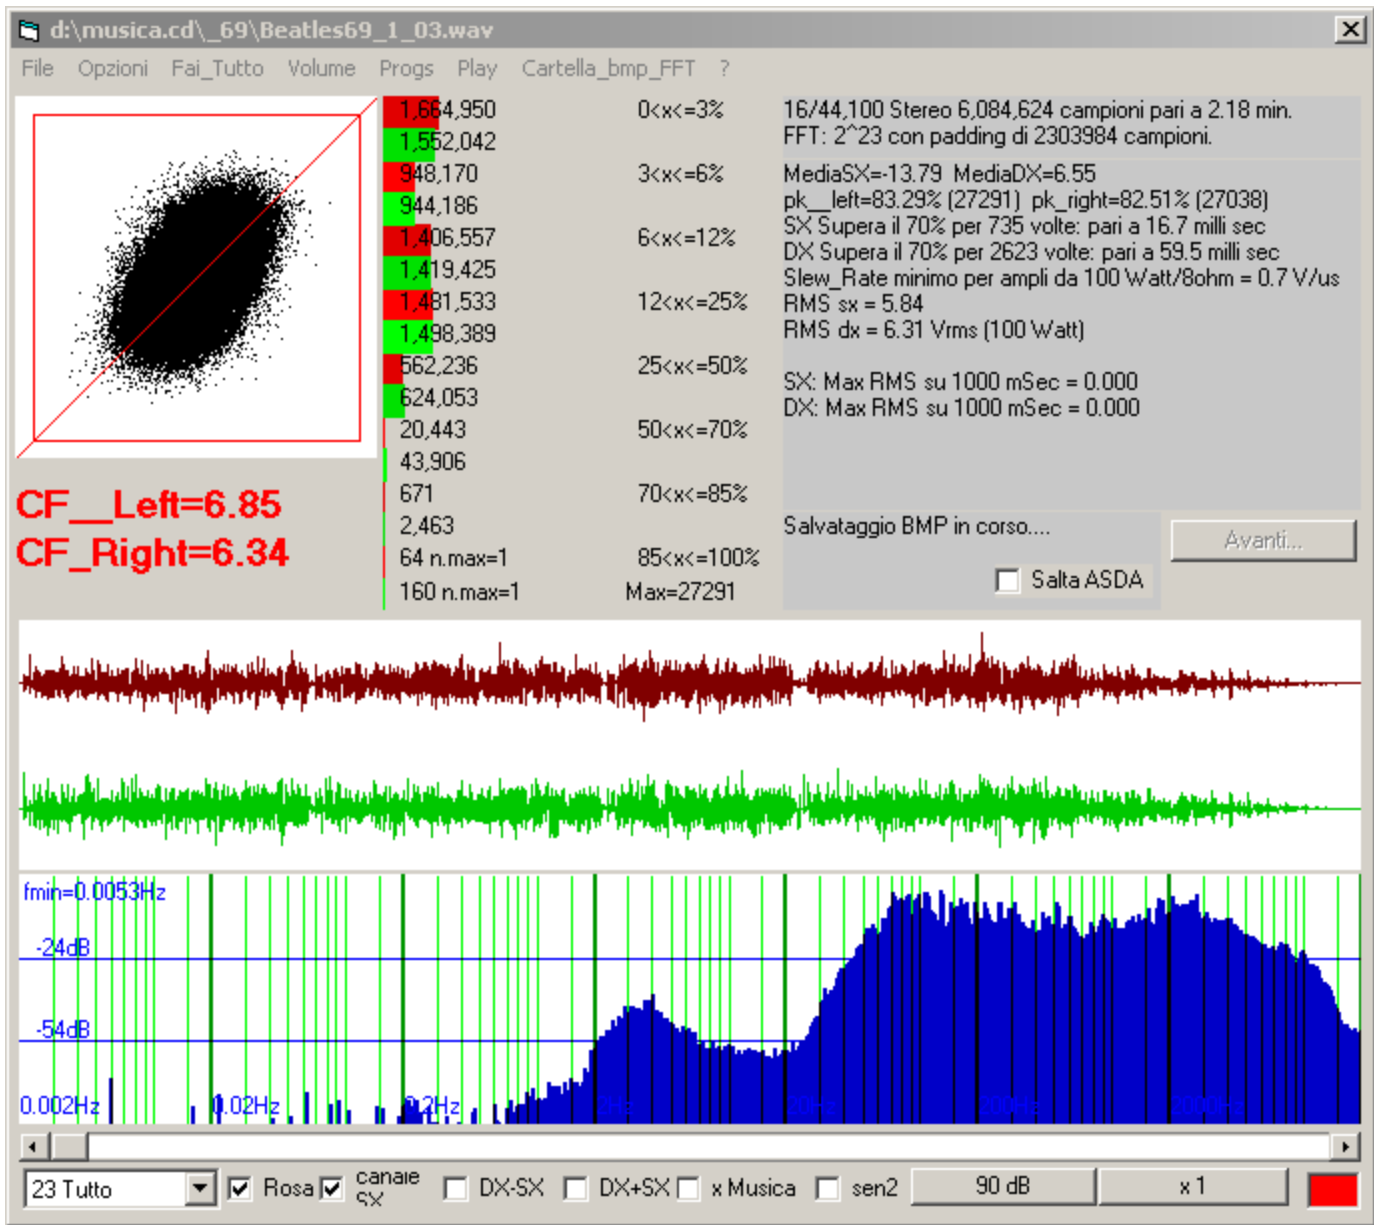 d:\musica.cd\_69\Beatles69_1_03.wav
File Opzioni Fai_Tutto Volume Progs Play Cartella_bmp_FFT ?
1,664,950 0<x<=3%
1,552,042
948,170 3<x<=6%
944,186
1,406,557 6<x<=12%
1,419,425
1,481,533 12<x<=25%
1,498,389
562,236 25<x<=50%
624,053
20,443 50<x<=70%
43,906
671 70<x<=85%
2,463
64 n.max=1 85<x<=100%
160 n.max=1 Max=27291
16/44,100 Stereo 6,084,624 campioni pari a 2.18 min.
FFT: 2^23 con padding di 2303984 campioni.
MediaSX=-13.79 MediaDX=6.55
pk__left=83.29% (27291) pk_right=82.51% (27038)
SX Supera il 70% per 735 volte: pari a 16.7 milli sec
DX Supera il 70% per 2623 volte: pari a 59.5 milli sec
Slew_Rate minimo per ampli da 100 Watt/8ohm = 0.7 V/us
RMS sx = 5.84
RMS dx = 6.31 Vrms (100 Watt)
SX: Max RMS su 1000 mSec = 0.000
DX: Max RMS su 1000 mSec = 0.000
CF__Left=6.85
CF_Right=6.34
Salvataggio BMP in corso....
Avanti...
Salta ASDA
fmin=0.0053Hz
-24dB
-54dB
0.002Hz 0.02Hz 0.2Hz 2Hz 20Hz 200Hz 2000Hz
23 Tutto Rosa canale SX DX-SX DX+SX x Musica sen2 90 dB x 1